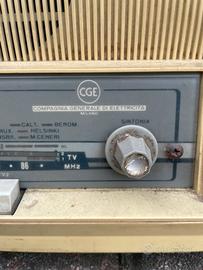 CGE
COMPAGNIA GENERALE DI ELETTRICITÀ
MILANO
CALT. BEROM. SINTONIA
HELSINKI
M.CENERI
TV
86 MHz